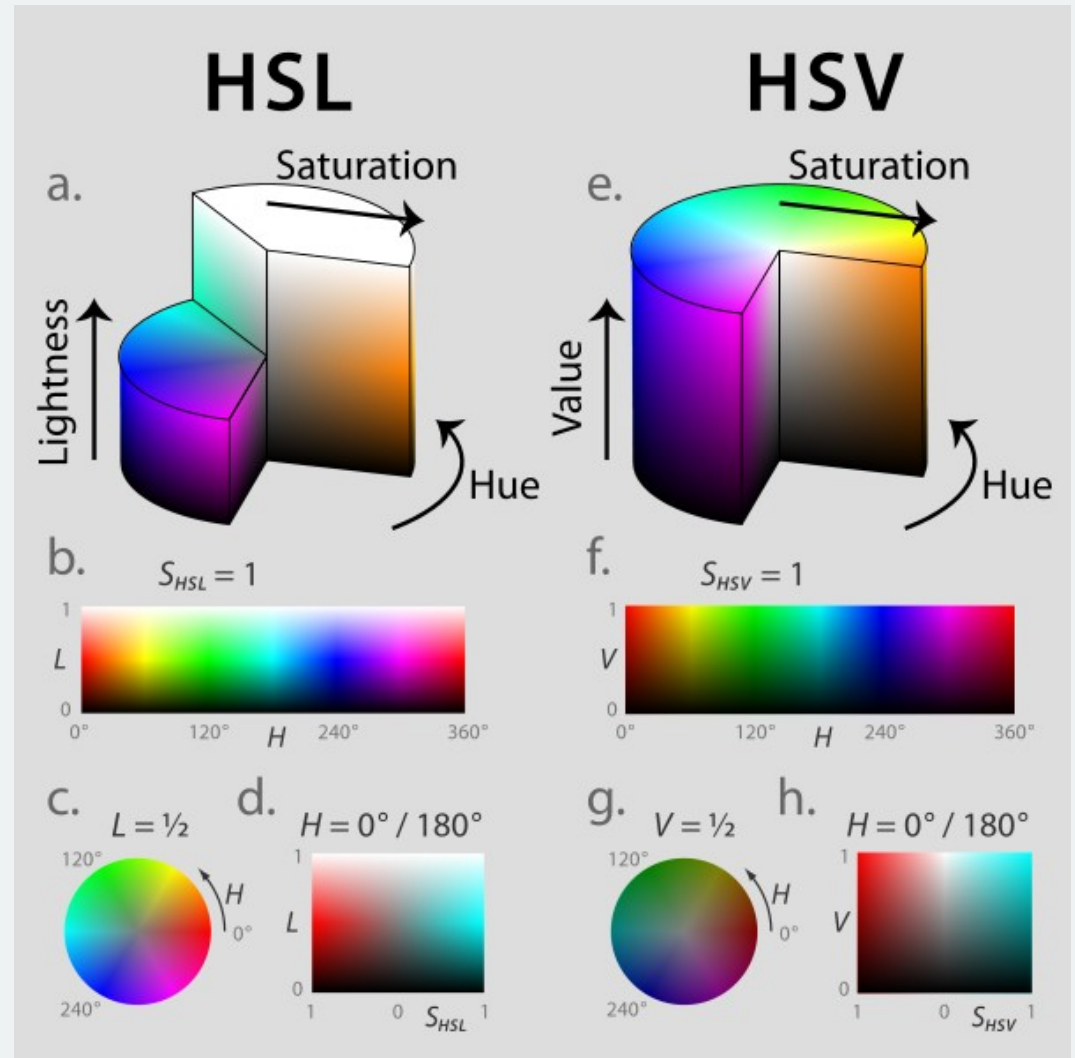 HSL
a.
Saturation
Lightness
Hue
b.
S_HSL = 1
1
L
0
0°
120°
H
240°
360°
c.
L = ½
120°
H
0°
240°
d.
H = 0° / 180°
1
L
0
1
0
S_HSL
1
HSV
e.
Saturation
Value
Hue
f.
S_HSV = 1
1
V
0
0°
120°
H
240°
360°
g.
V = ½
120°
H
0°
240°
h.
H = 0° / 180°
1
V
0
1
0
S_HSV
1